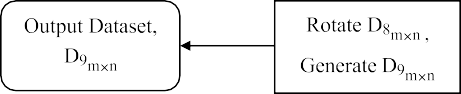 Output Dataset,
D9m×n
Rotate D8m×n ,
Generate D9m×n